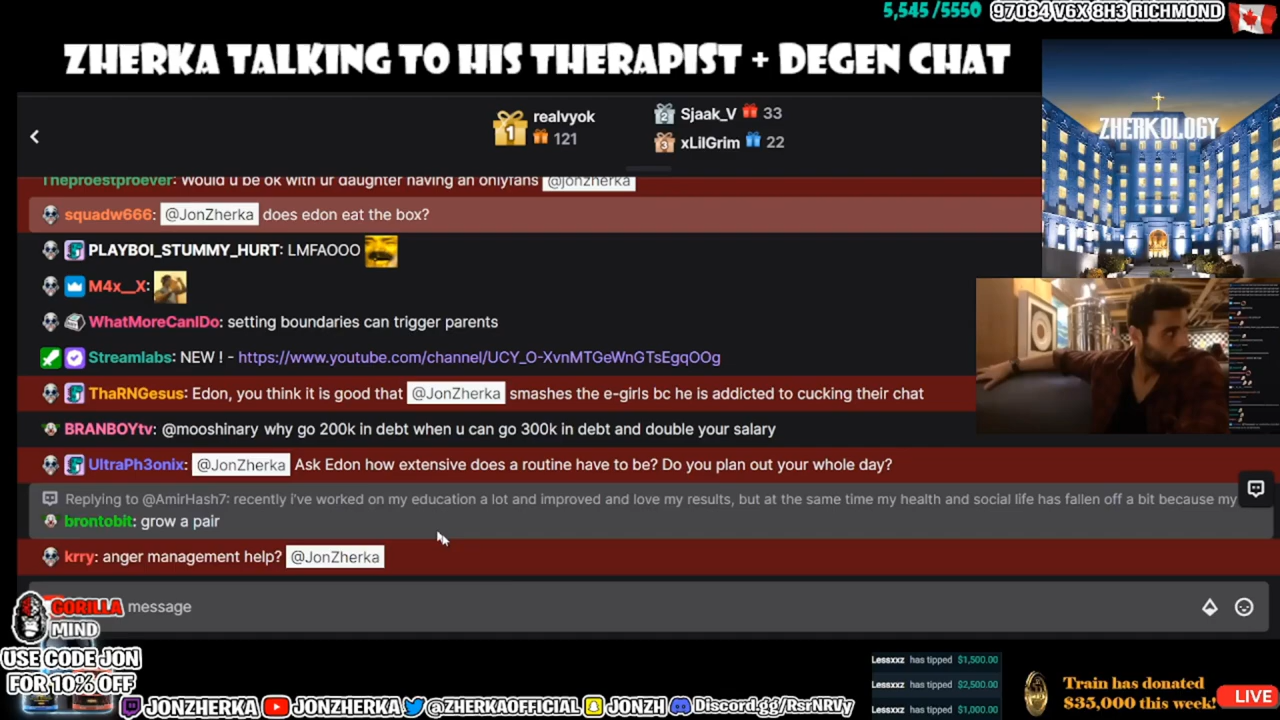 5,545 /5550
97084 V6X 8H3 RICHMOND
ZHERKA TALKING TO HIS THERAPIST + DEGEN CHAT
ZHERKOLO6Y
1 realvyok
121
2 Sjaak_V 33
3 xLilGrim 22
Theproestproever: Would u be ok with ur daughter having an onlyfans @jonzherka
squadw666: @JonZherka does edon eat the box?
PLAYBOI_STUMMY_HURT: LMFAOOO
M4x__X:
WhatMoreCanIDo: setting boundaries can trigger parents
Streamlabs: NEW ! - https://www.youtube.com/channel/UCY_O-XvnMTGeWnGTsEgqOOg
ThaRNGesus: Edon, you think it is good that @JonZherka smashes the e-girls bc he is addicted to cucking their chat
BRANBOYtv: @mooshinary why go 200k in debt when u can go 300k in debt and double your salary
UltraPh3onix: @JonZherka Ask Edon how extensive does a routine have to be? Do you plan out your whole day?
Replying to @AmirHash7: recently i've worked on my education a lot and improved and love my results, but at the same time my health and social life has fallen off a bit because my
brontobit: grow a pair
krry: anger management help? @JonZherka
message
GORILLA
MIND
USE CODE JON
FOR 10% OFF
Lessxxz has tipped $1,500.00
Lessxxz has tipped $2,500.00
Lessxxz has tipped $1,000.00
Train has donated
$35,000 this week!
LIVE
JONZHERKA JONZHERKA @ZHERKAOFFICIAL JONZH Discord.gg/RsrNRVy